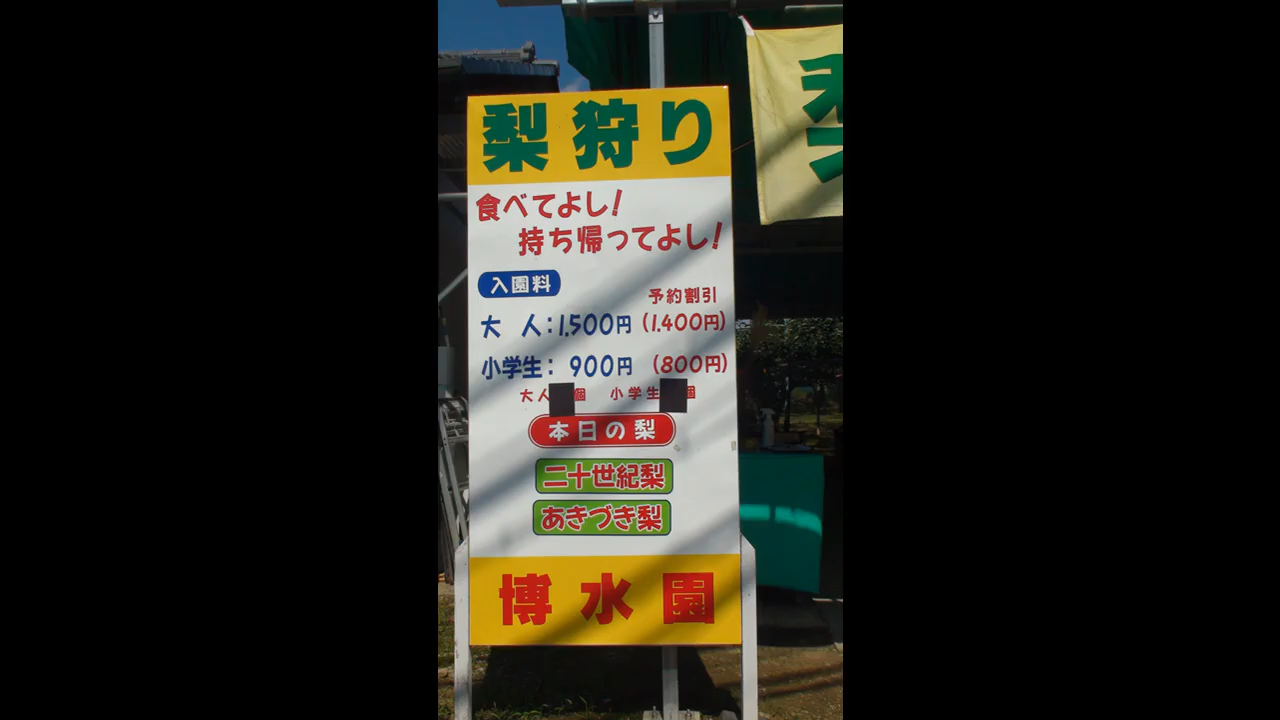 梨狩り
食べてよし!
持ち帰ってよし!
入園料
予約割引
大 人:1,500円 (1,400円)
小学生: 900円 (800円)
大人 個 小学生 個
本日の梨
二十世紀梨
あきづき梨
博水園